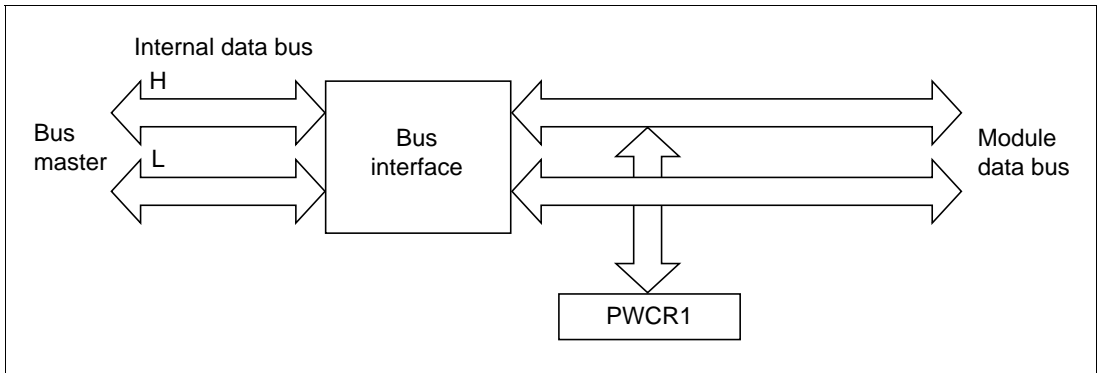 Internal data bus
H
Bus
master
L
Bus
interface
Module
data bus
PWCR1